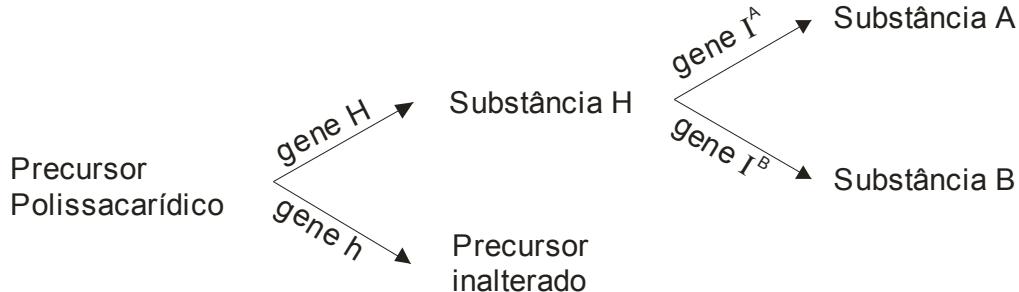 Precursor
Polissacarídico
gene H
gene h
Substância H
Precursor
inalterado
gene I^A
gene I^B
Substância A
Substância B